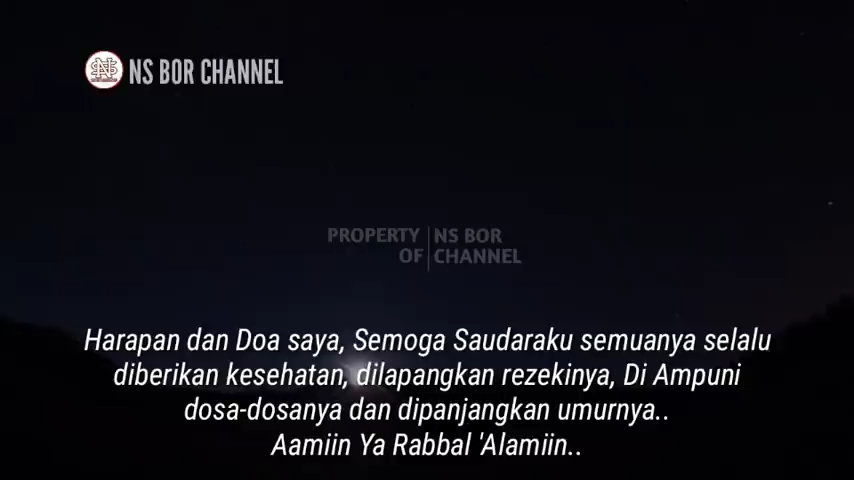 NS BOR CHANNEL
PROPERTY OF NS BOR CHANNEL
Harapan dan Doa saya, Semoga Saudaraku semuanya selalu
diberikan kesehatan, dilapangkan rezekinya, Di Ampuni
dosa-dosanya dan dipanjangkan umurnya..
Aamiin Ya Rabbal 'Alamiin..